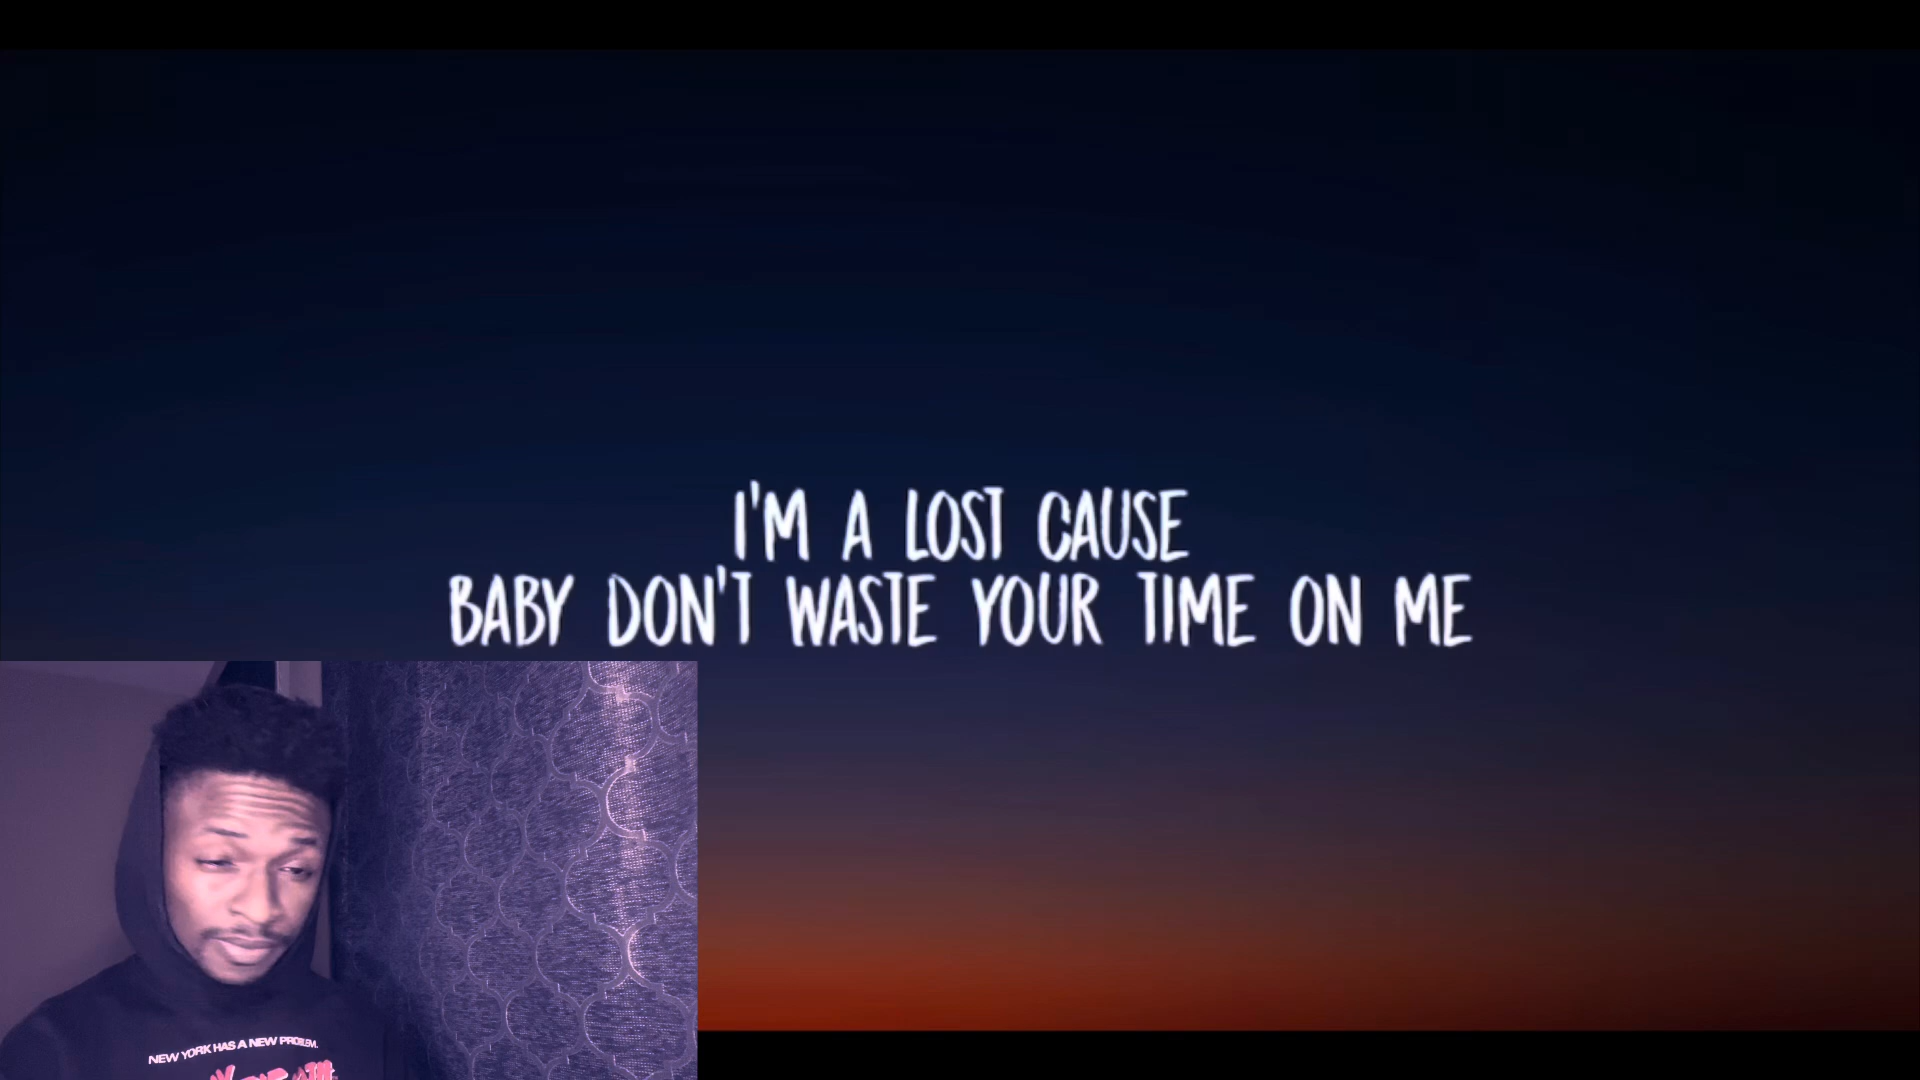 I'M A LOST CAUSE
BABY DON'T WASTE YOUR TIME ON ME
NEW YORK HAS A NEW PROBLEM.